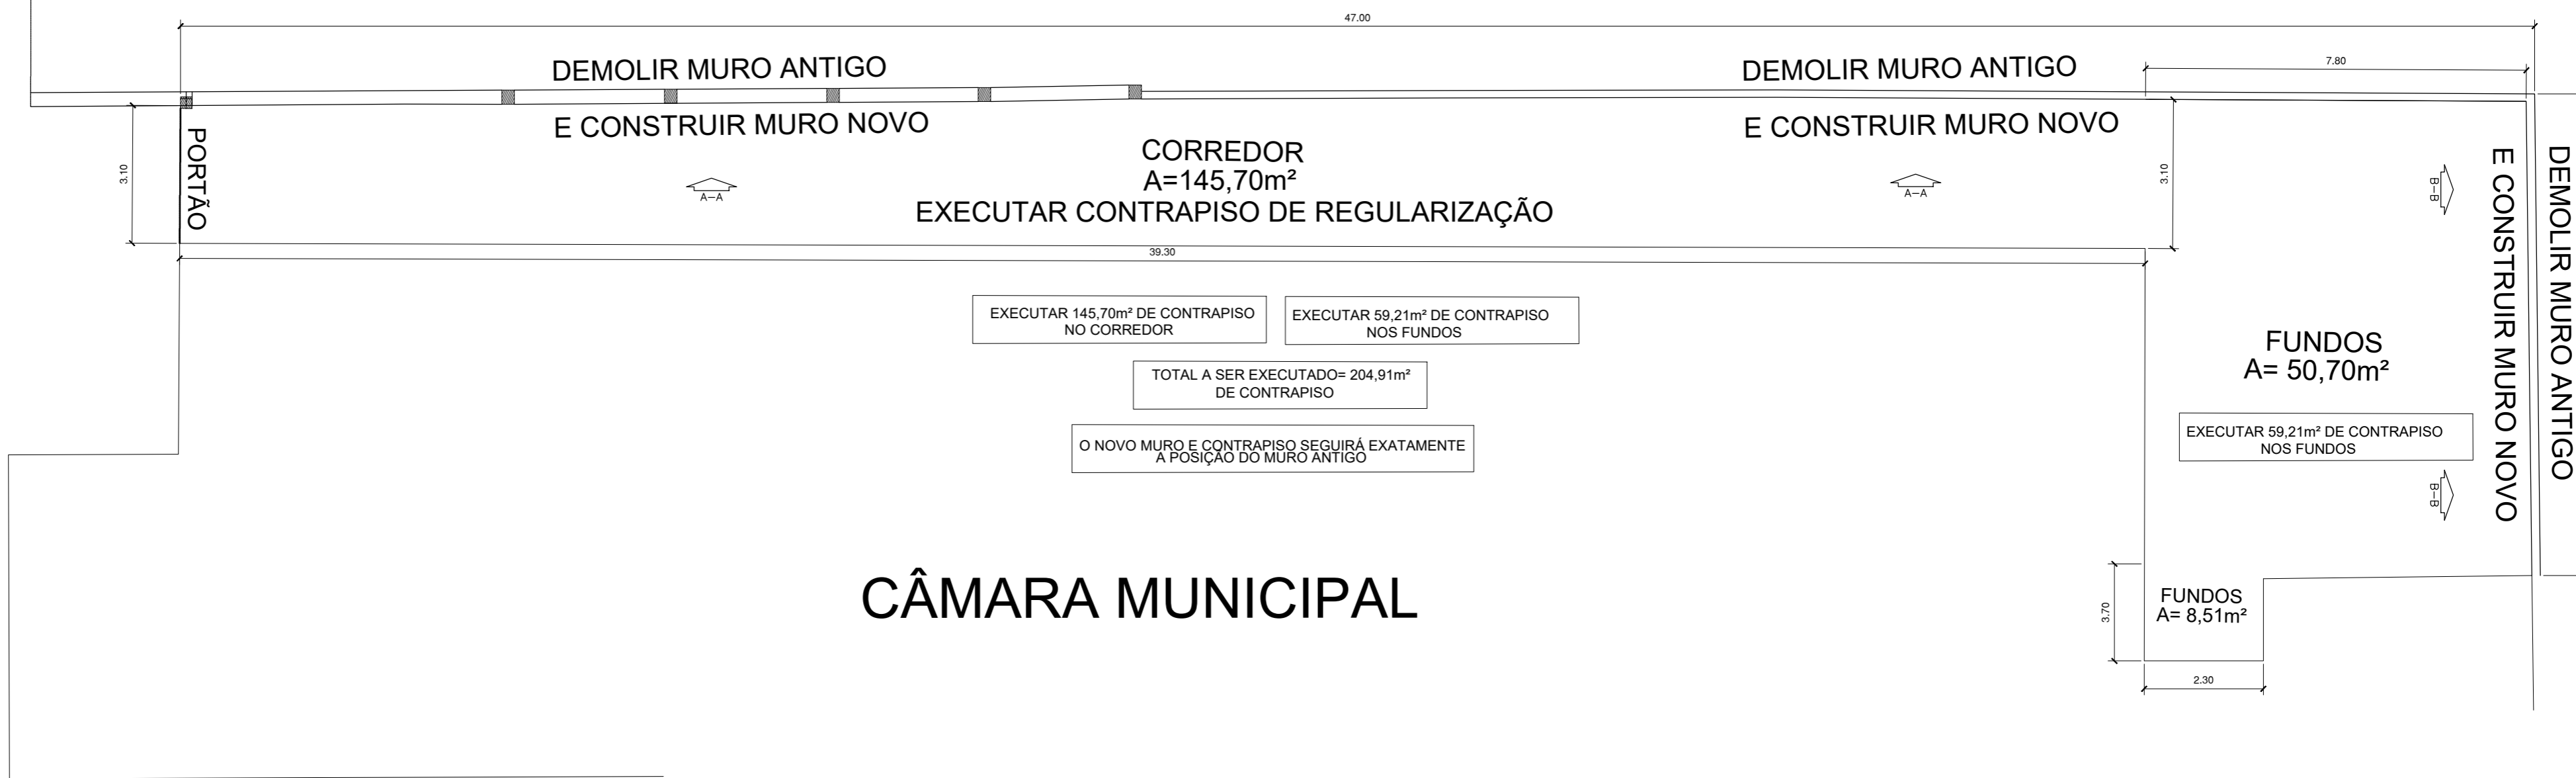 47.00
DEMOLIR MURO ANTIGO
DEMOLIR MURO ANTIGO
7.80
E CONSTRUIR MURO NOVO
E CONSTRUIR MURO NOVO
PORTÃO
3.10
CORREDOR
A=145,70m²
EXECUTAR CONTRAPISO DE REGULARIZAÇÃO
A-A
A-A
3.10
B-B
E CONSTRUIR MURO NOVO
DEMOLIR MURO ANTIGO
39.30
EXECUTAR 145,70m² DE CONTRAPISO
NO CORREDOR
EXECUTAR 59,21m² DE CONTRAPISO
NOS FUNDOS
TOTAL A SER EXECUTADO= 204,91m²
DE CONTRAPISO
O NOVO MURO E CONTRAPISO SEGUIRÁ EXATAMENTE
A POSIÇÃO DO MURO ANTIGO
FUNDOS
A= 50,70m²
EXECUTAR 59,21m² DE CONTRAPISO
NOS FUNDOS
B-B
CÂMARA MUNICIPAL
3.70
FUNDOS
A= 8,51m²
2.30